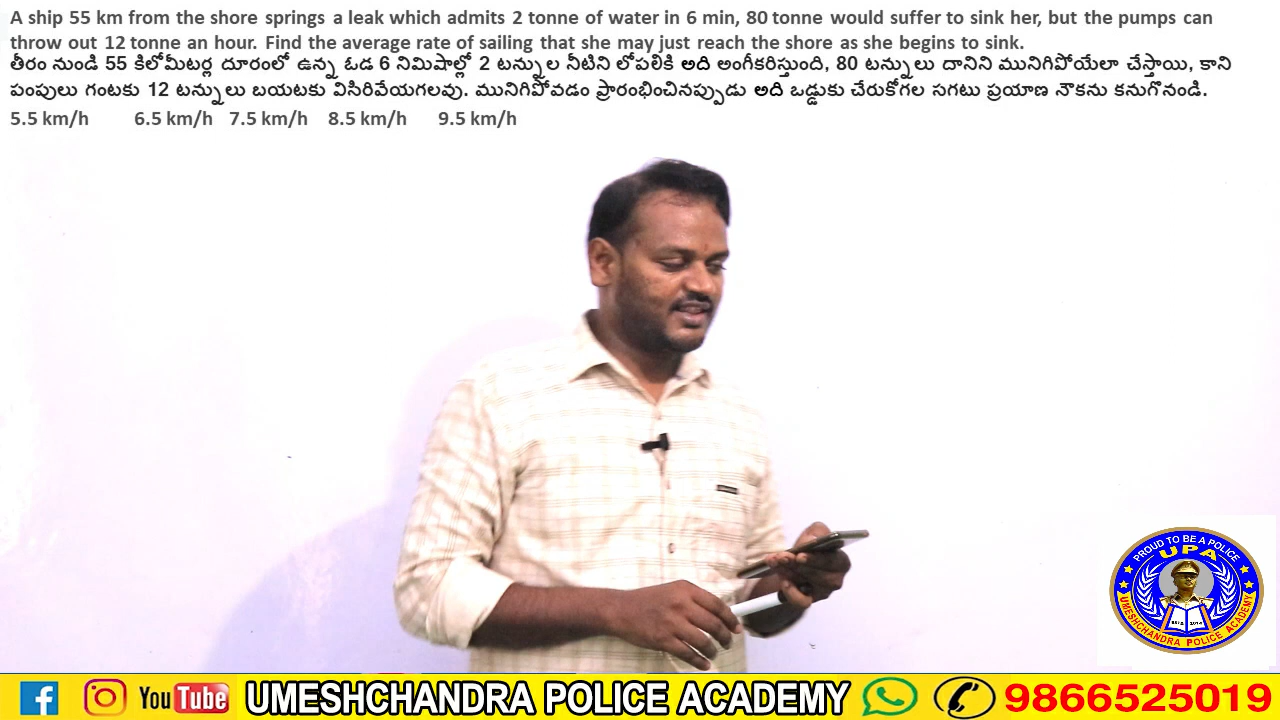 A ship 55 km from the shore springs a leak which admits 2 tonne of water in 6 min, 80 tonne would suffer to sink her, but the pumps can
throw out 12 tonne an hour. Find the average rate of sailing that she may just reach the shore as she begins to sink.
తీరం నుండి 55 కిలోమీటర్ల దూరంలో ఉన్న ఓడ 6 నిమిషాల్లో 2 టన్నుల నీటిని లోపలికి అది అంగీకరిస్తుంది, 80 టన్నులు దానిని మునిగిపోయేలా చేస్తాయి, కాని
పంపులు గంటకు 12 టన్నులు బయటకు విసిరివేయగలవు. మునిగిపోవడం ప్రారంభించినప్పుడు అది ఒడ్డుకు చేరుకోగల సగటు ప్రయాణ నౌకను కనుగొనండి.
5.5 km/h 6.5 km/h 7.5 km/h 8.5 km/h 9.5 km/h
PROUD TO BE A POLICE
UPA
UMESHCHANDRA POLICE ACADEMY
YouTube UMESHCHANDRA POLICE ACADEMY 9866525019